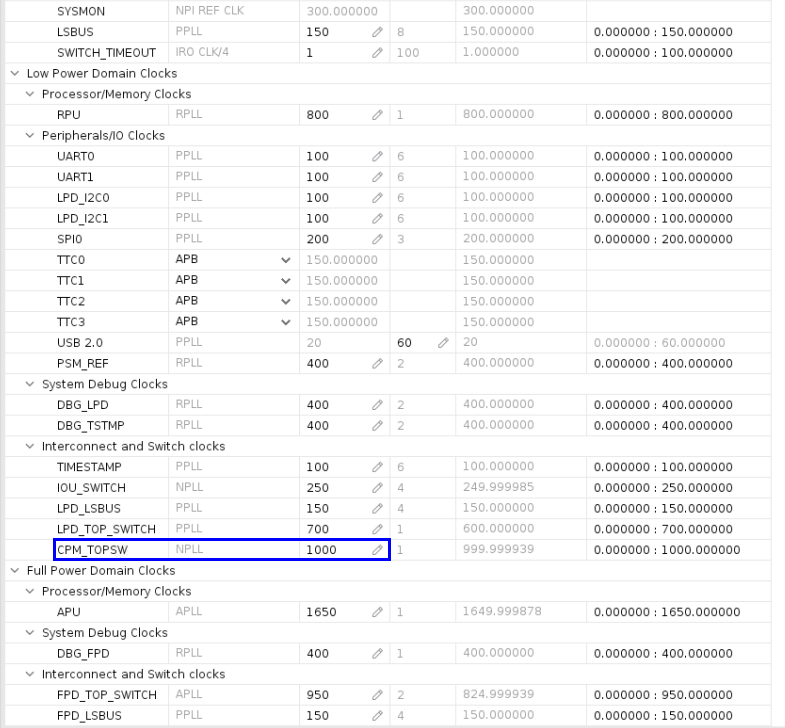 SYSMON NPI REF CLK 300.000000 300.000000
LSBUS PPLL 150 8 150.000000 0.000000 : 150.000000
SWITCH_TIMEOUT IRO CLK/4 1 100 1.000000 0.000000 : 100.000000
Low Power Domain Clocks
Processor/Memory Clocks
RPU RPLL 800 1 800.000000 0.000000 : 800.000000
Peripherals/IO Clocks
UART0 PPLL 100 6 100.000000 0.000000 : 100.000000
UART1 PPLL 100 6 100.000000 0.000000 : 100.000000
LPD_I2C0 PPLL 100 6 100.000000 0.000000 : 100.000000
LPD_I2C1 PPLL 100 6 100.000000 0.000000 : 100.000000
SPI0 PPLL 200 3 200.000000 0.000000 : 200.000000
TTC0 APB 150.000000 150.000000
TTC1 APB 150.000000 150.000000
TTC2 APB 150.000000 150.000000
TTC3 APB 150.000000 150.000000
USB 2.0 PPLL 20 60 20 0.000000 : 60.000000
PSM_REF RPLL 400 2 400.000000 0.000000 : 400.000000
System Debug Clocks
DBG_LPD RPLL 400 2 400.000000 0.000000 : 400.000000
DBG_TSTMP RPLL 400 2 400.000000 0.000000 : 400.000000
Interconnect and Switch clocks
TIMESTAMP PPLL 100 6 100.000000 0.000000 : 100.000000
IOU_SWITCH NPLL 250 4 249.999985 0.000000 : 250.000000
LPD_LSBUS PPLL 150 4 150.000000 0.000000 : 150.000000
LPD_TOP_SWITCH PPLL 700 1 600.000000 0.000000 : 700.000000
CPM_TOPSW NPLL 1000 1 999.999939 0.000000 : 1000.000000
Full Power Domain Clocks
Processor/Memory Clocks
APU APLL 1650 1 1649.999878 0.000000 : 1650.000000
System Debug Clocks
DBG_FPD RPLL 400 1 400.000000 0.000000 : 400.000000
Interconnect and Switch clocks
FPD_TOP_SWITCH APLL 950 2 824.999939 0.000000 : 950.000000
FPD_LSBUS PPLL 150 4 150.000000 0.000000 : 150.000000